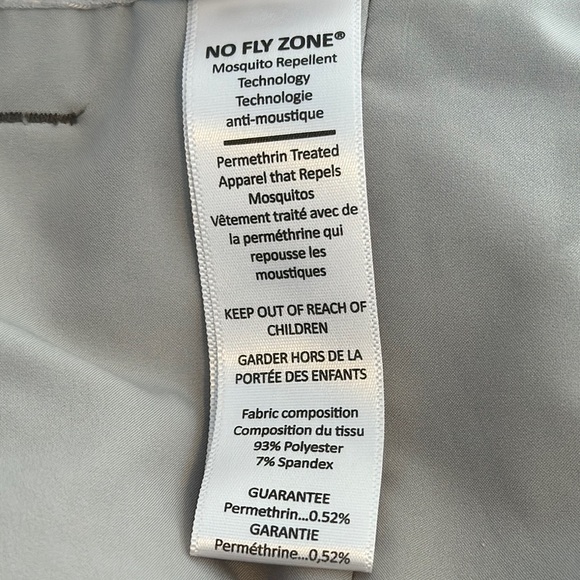 NO FLY ZONE®
Mosquito Repellent
Technology
Technologie
anti-moustique
Permethrin Treated
Apparel that Repels
Mosquitos
Vêtement traité avec de
la perméthrine qui
repousse les
moustiques
KEEP OUT OF REACH OF
CHILDREN
GARDER HORS DE LA
PORTÉE DES ENFANTS
Fabric composition
Composition du tissu
93% Polyester
7% Spandex
GUARANTEE
Permethrin...0.52%
GARANTIE
Perméthrine...0,52%